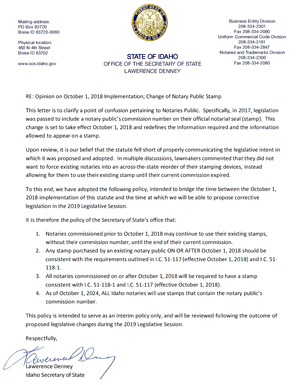 Mailing address:
PO Box 83720
Boise ID 83720-0080
Physical location:
450 N 4th Street
Boise ID 83702
www.sos.idaho.gov
Business Entity Division
208-334-2301
Fax 208-334-2080
Uniform Commercial Code Division
208-334-3191
Fax 208-334-2847
Notaries and Trademarks Division
208-334-2300
Fax 208-334-2080
STATE OF IDAHO
OFFICE OF THE SECRETARY OF STATE
LAWERENCE DENNEY
RE: Opinion on October 1, 2018 Implementation; Change of Notary Public Stamp
This letter is to clarify a point of confusion pertaining to Notaries Public. Specifically, in 2017, legislation
was passed to include a notary public's commission number on their official notarial seal (stamp). This
change is set to take effect October 1, 2018 and redefines the information required and the information
allowed to appear on a stamp.
Upon review, it is our belief that the statute fell short of properly communicating the legislative intent in
which it was proposed and adopted. In multiple discussions, lawmakers commented that they did not
want to force existing notaries into an across-the-state reorder of their stamping devices, instead
allowing for them to use their existing stamp until their current commission expired.
To this end, we have adopted the following policy, intended to bridge the time between the October 1,
2018 implementation of this statute and the time at which we will be able to propose corrective
legislation in the 2019 Legislative Session.
It is therefore the policy of the Secretary of State's office that:
1. Notaries commissioned prior to October 1, 2018 may continue to use their existing stamps,
without their commission number, until the end of their current commission.
2. Any stamp purchased by an existing notary public ON OR AFTER October 1, 2018 should be
consistent with the requirements outlined in I.C. 51-117 (effective October 1, 2018) and I.C. 51-
118-1.
3. All notaries commissioned on or after October 1, 2018 will be required to have a stamp
consistent with I.C. 51-118-1 and I.C. 51-117 (effective October 1, 2018).
4. As of October 1, 2024, ALL Idaho notaries will use stamps that contain the notary public's
commission number.
This policy is intended to serve as an interim policy only, and will be reviewed following the outcome of
proposed legislative changes during the 2019 Legislative Session.
Respectfully,
Lawerence Denney
Lawerence Denney
Idaho Secretary of State